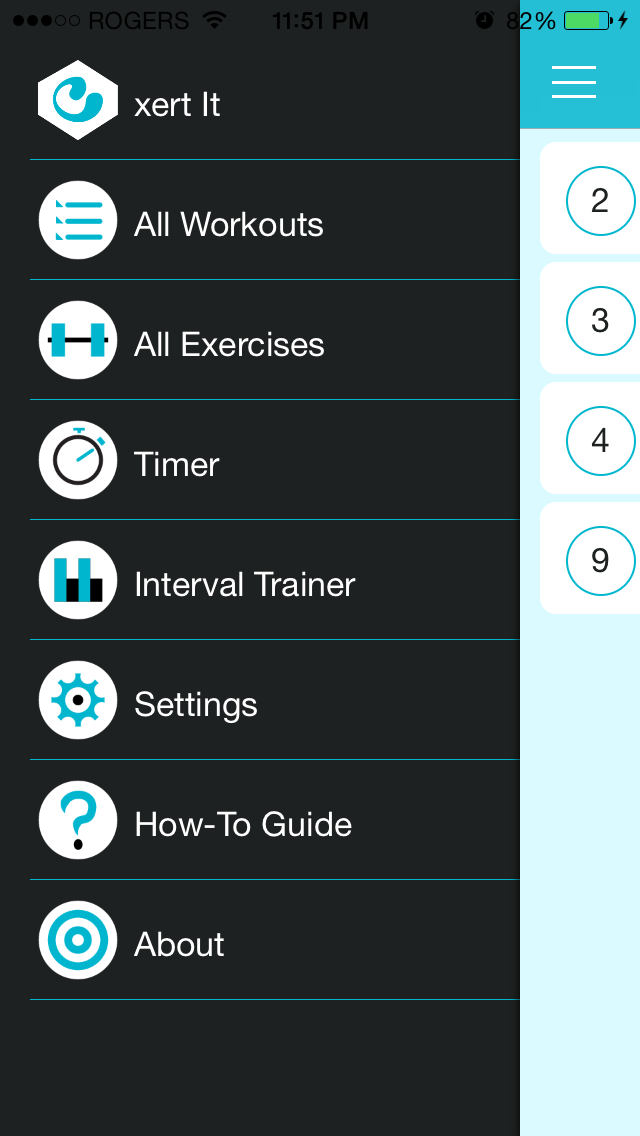 ROGERS 11:51 PM 82%
xert It
All Workouts
All Exercises
Timer
Interval Trainer
Settings
How-To Guide
About
2
3
4
9